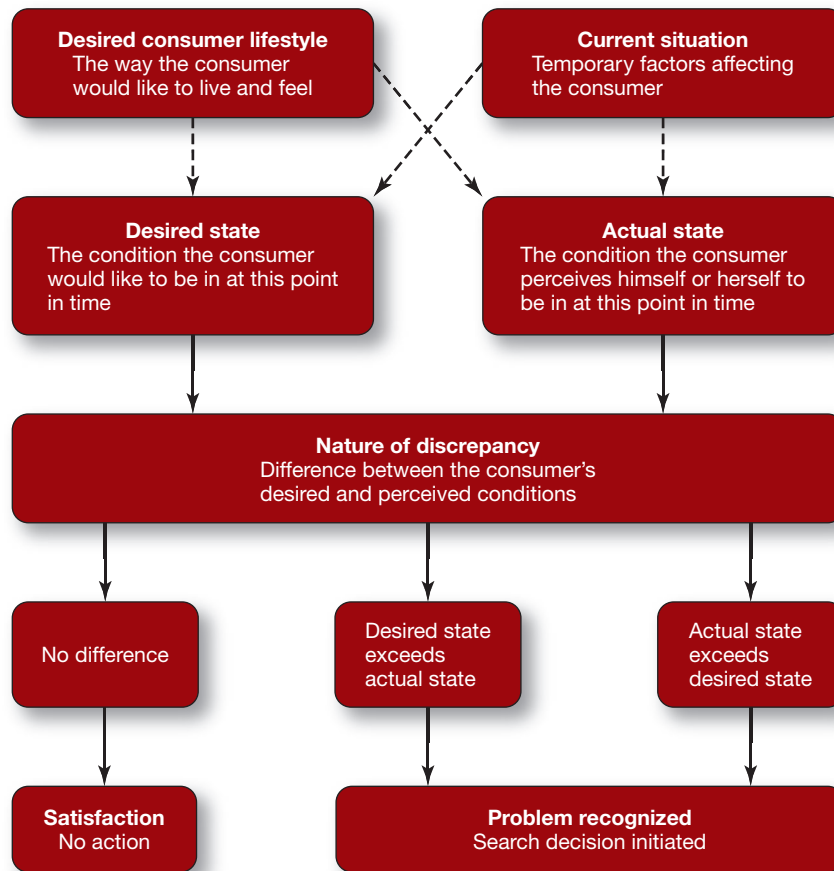 Desired consumer lifestyle
The way the consumer
would like to live and feel
Current situation
Temporary factors affecting
the consumer
Desired state
The condition the consumer
would like to be in at this point
in time
Actual state
The condition the consumer
perceives himself or herself to
be in at this point in time
Nature of discrepancy
Difference between the consumer’s
desired and perceived conditions
No difference
Desired state
exceeds
actual state
Actual state
exceeds
desired state
Satisfaction
No action
Problem recognized
Search decision initiated